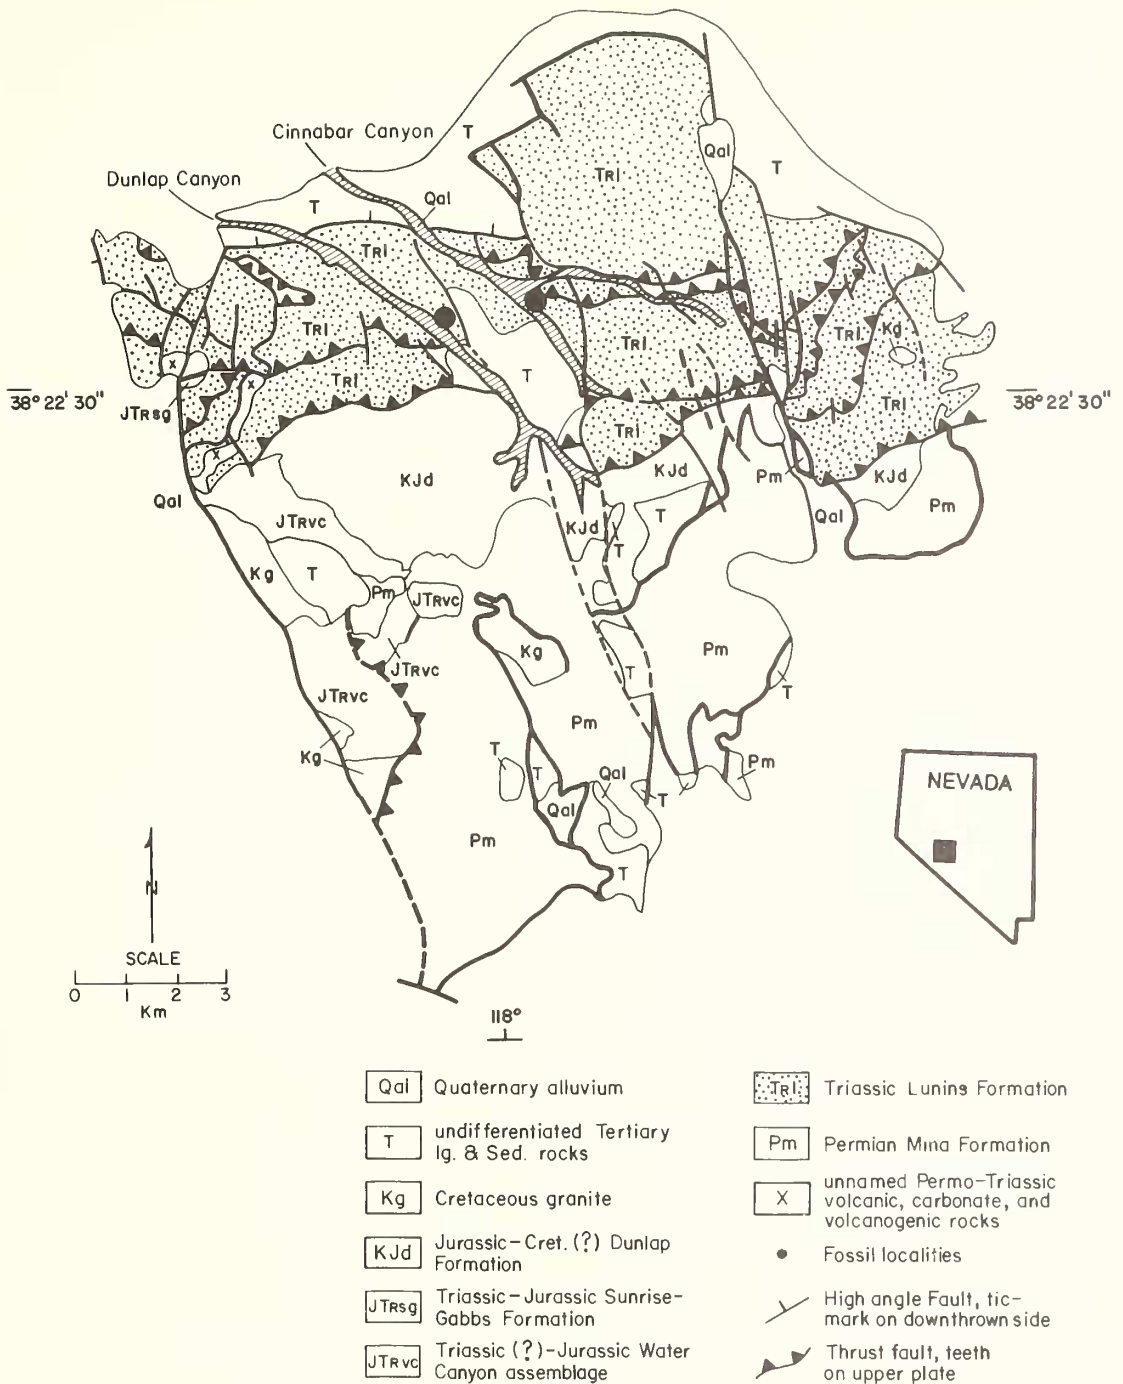 Cinnabar Canyon
T
Qal
T
TRl
Dunlap Canyon
Qal
T
TRl
TRl
TRl
Kg
X
TRl
X
T
TRl
38° 22' 30"
JTRsg
TRl
38° 22' 30"
TRl
X
KJd
KJd
Pm
KJd
Qal
Pm
Qal
T
JTRvc
KJd
T
Kg
T
Pm
JTRvc
Kg
T
Pm
JTRvc
JTRvc
T
Pm
Kg
T
T
Qal
Pm
T
Qal
Pm
T
NEVADA
N
SCALE
0 1 2 3
Km
118°
Qal Quaternary alluvium
T undifferentiated Tertiary
Ig. & Sed. rocks
Kg Cretaceous granite
KJd Jurassic-Cret. (?) Dunlap
Formation
JTRsg Triassic-Jurassic Sunrise-
Gabbs Formation
JTRvc Triassic (?)-Jurassic Water
Canyon assemblage
TRl Triassic Luning Formation
Pm Permian Mina Formation
X unnamed Permo-Triassic
volcanic, carbonate, and
volcanogenic rocks
Fossil localities
High angle Fault, tic-
mark on downthrown side
Thrust fault, teeth
on upper plate